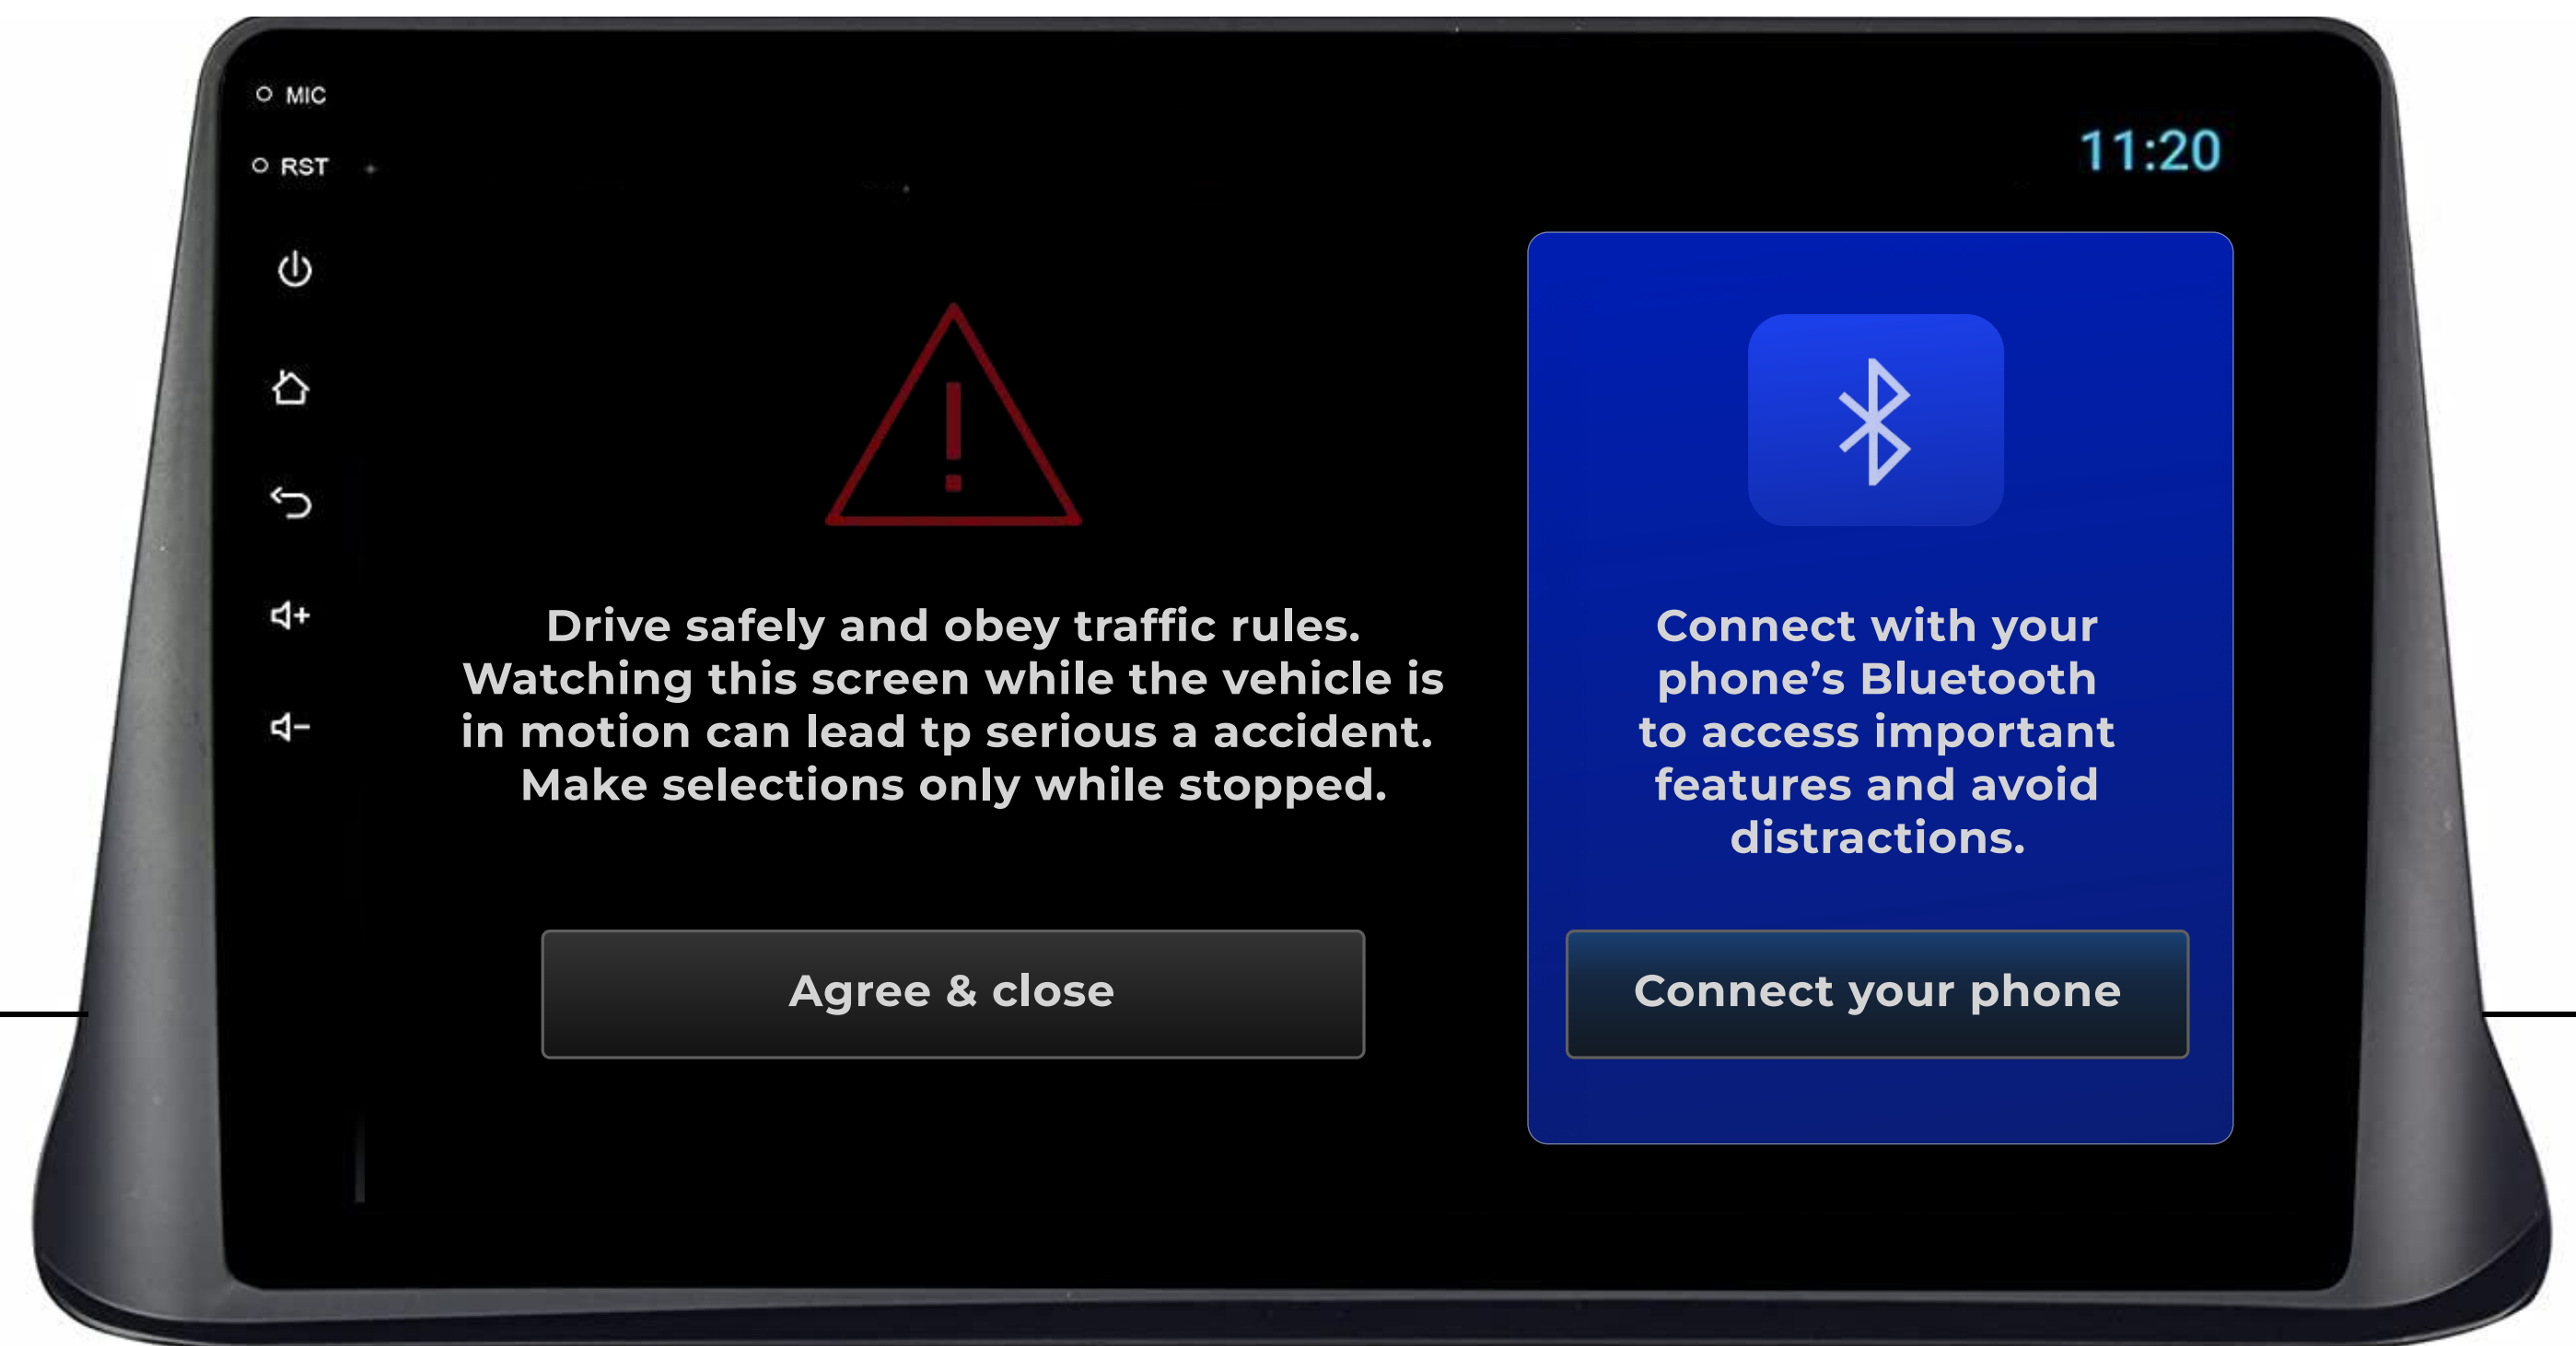 MIC
RST
11:20
Drive safely and obey traffic rules.
Watching this screen while the vehicle is
in motion can lead tp serious a accident.
Make selections only while stopped.
Agree & close
Connect with your
phone’s Bluetooth
to access important
features and avoid
distractions.
Connect your phone